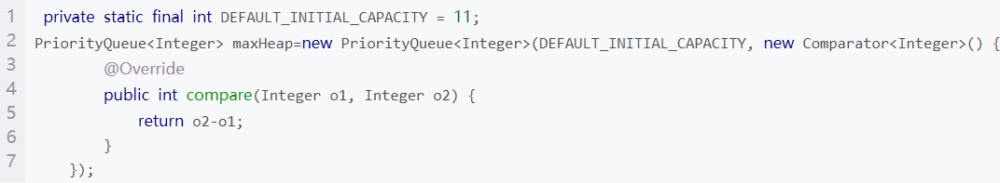 1 private static final int DEFAULT_INITIAL_CAPACITY = 11;
2 PriorityQueue<Integer> maxHeap=new PriorityQueue<Integer>(DEFAULT_INITIAL_CAPACITY, new Comparator<Integer>() {
3 @Override
4 public int compare(Integer o1, Integer o2) {
5 return o2-o1;
6 }
7 });